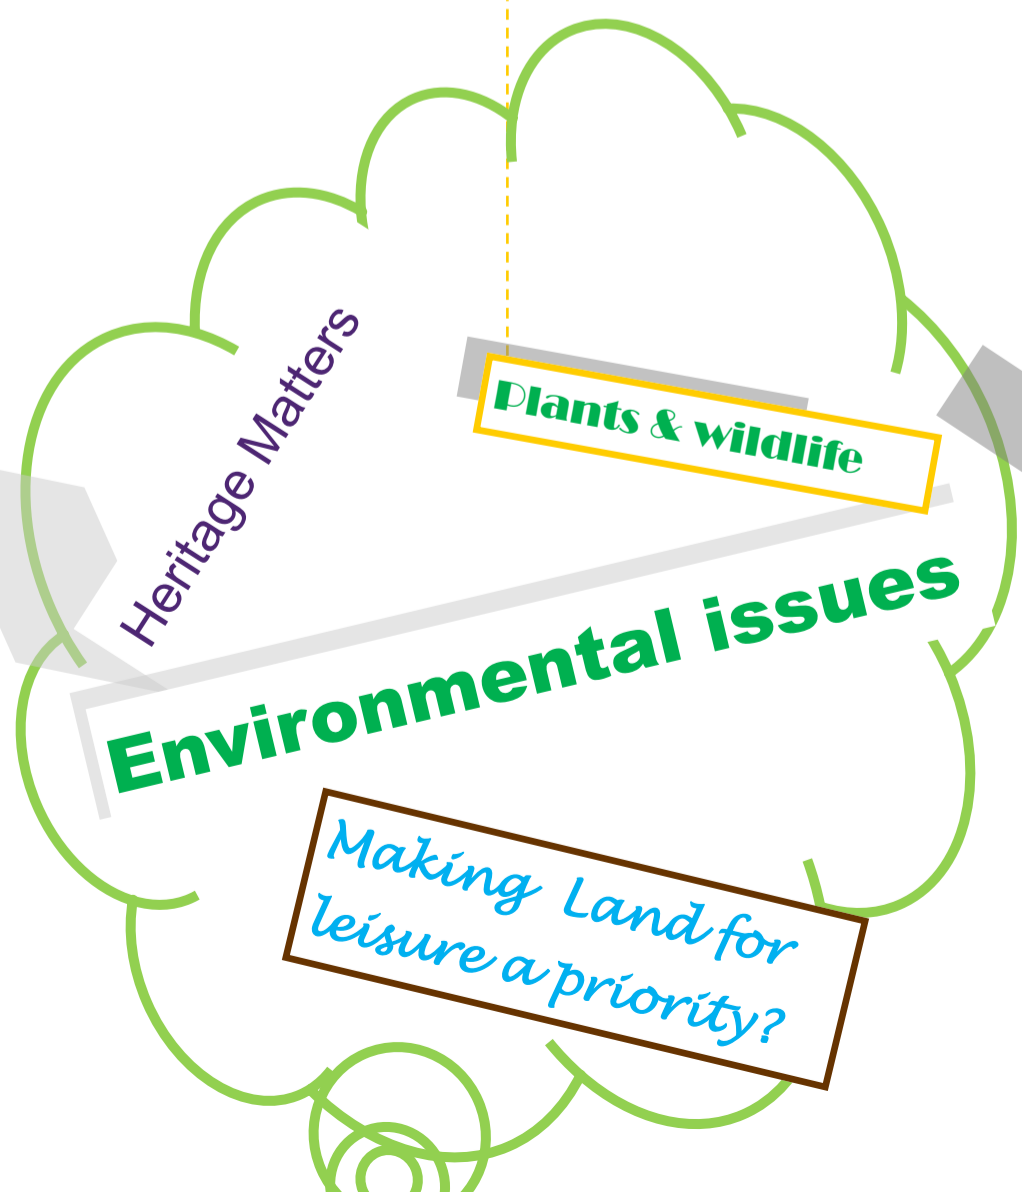 Heritage Matters
Plants & wildlife
Environmental issues
Making Land for
leisure a priority?